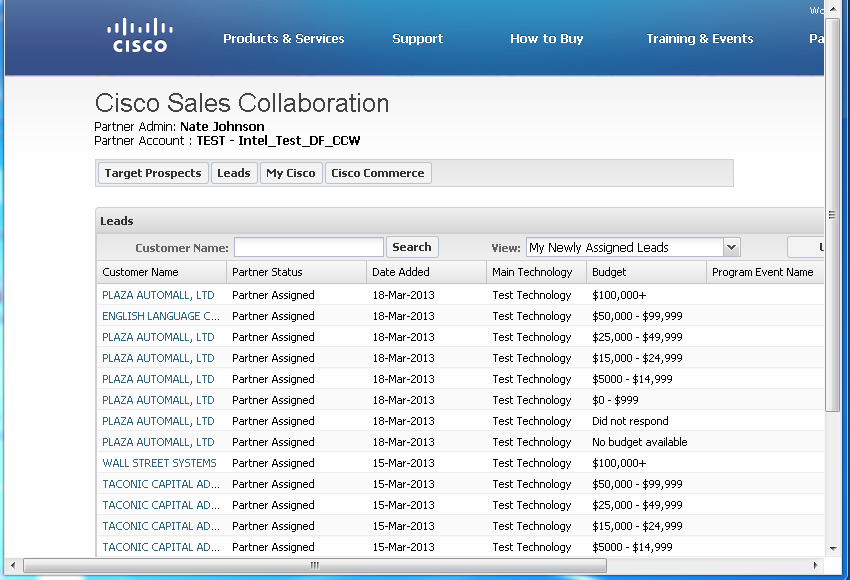 Wo
CISCO
Products & Services Support How to Buy Training & Events Pa
Cisco Sales Collaboration
Partner Admin: Nate Johnson
Partner Account : TEST - Intel_Test_DF_CCW
Target Prospects Leads My Cisco Cisco Commerce
Leads
Customer Name: Search View: My Newly Assigned Leads U
Customer Name Partner Status Date Added Main Technology Budget Program Event Name
PLAZA AUTOMALL, LTD Partner Assigned 18-Mar-2013 Test Technology $100,000+
ENGLISH LANGUAGE C... Partner Assigned 18-Mar-2013 Test Technology $50,000 - $99,999
PLAZA AUTOMALL, LTD Partner Assigned 18-Mar-2013 Test Technology $25,000 - $49,999
PLAZA AUTOMALL, LTD Partner Assigned 18-Mar-2013 Test Technology $15,000 - $24,999
PLAZA AUTOMALL, LTD Partner Assigned 18-Mar-2013 Test Technology $5000 - $14,999
PLAZA AUTOMALL, LTD Partner Assigned 18-Mar-2013 Test Technology $0 - $999
PLAZA AUTOMALL, LTD Partner Assigned 18-Mar-2013 Test Technology Did not respond
PLAZA AUTOMALL, LTD Partner Assigned 18-Mar-2013 Test Technology No budget available
WALL STREET SYSTEMS Partner Assigned 15-Mar-2013 Test Technology $100,000+
TACONIC CAPITAL AD... Partner Assigned 15-Mar-2013 Test Technology $50,000 - $99,999
TACONIC CAPITAL AD... Partner Assigned 15-Mar-2013 Test Technology $25,000 - $49,999
TACONIC CAPITAL AD... Partner Assigned 15-Mar-2013 Test Technology $15,000 - $24,999
TACONIC CAPITAL AD... Partner Assigned 15-Mar-2013 Test Technology $5000 - $14,999